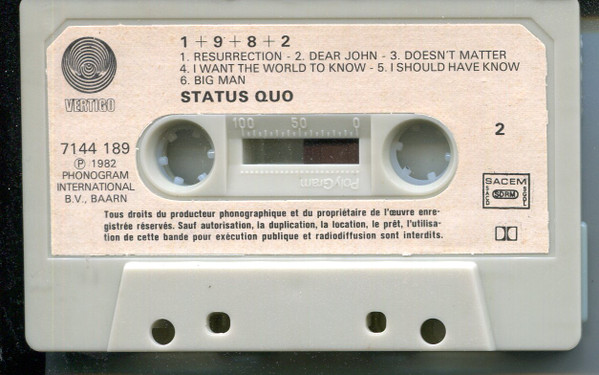 1+9+8+2
1. RESURRECTION - 2. DEAR JOHN - 3. DOESN'T MATTER
4. I WANT THE WORLD TO KNOW - 5. I SHOULD HAVE KNOW
6. BIG MAN
STATUS QUO
VERTIGO
7144 189
℗ 1982
PHONOGRAM
INTERNATIONAL
B.V., BAARN
100 50 0
PolyGram
2
SACEM
SACD SDRM SGDL
Tous droits du producteur phonographique et du propriétaire de l'œuvre enre-
gistrée réservés. Sauf autorisation, la duplication, la location, le prêt, l'utilisa-
tion de cette bande pour exécution publique et radiodiffusion sont interdits.